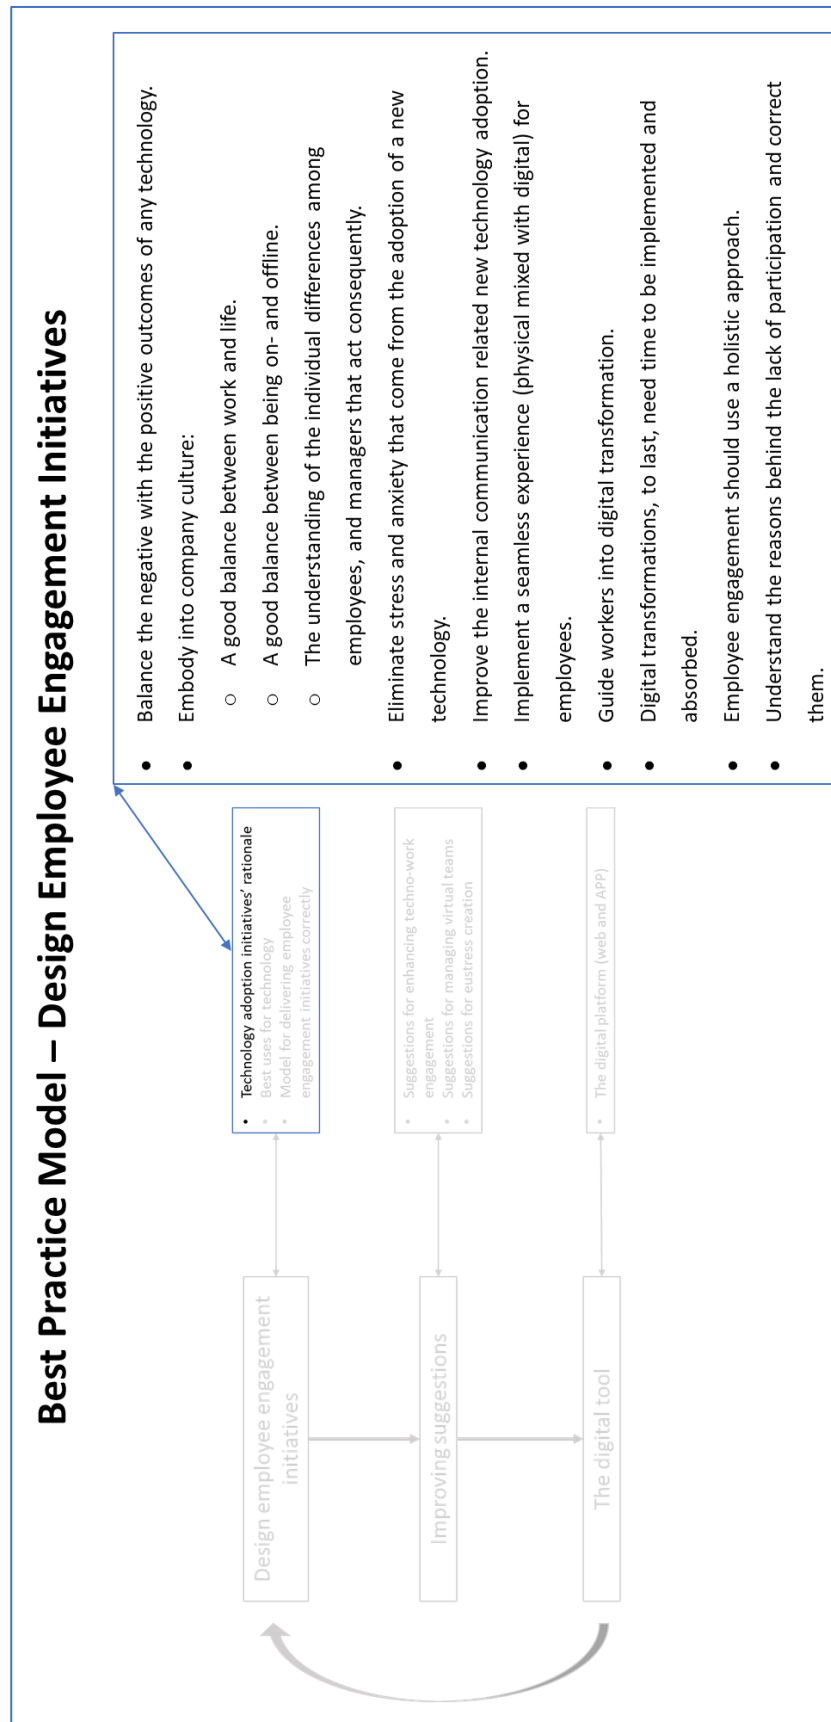 Best Practice Model – Design Employee Engagement Initiatives
Design employee engagement
initiatives
Improving suggestions
The digital tool
• Technology adoption initiatives' rationale
• Best uses for technology
• Model for delivering employee
engagement initiatives correctly
• Suggestions for enhancing techno-work
engagement
• Suggestions for managing virtual teams
• Suggestions for eustress creation
• The digital platform (web and APP)
• Balance the negative with the positive outcomes of any technology.
• Embody into company culture:
○ A good balance between work and life.
○ A good balance between being on- and offline.
○ The understanding of the individual differences among
employees, and managers that act consequently.
• Eliminate stress and anxiety that come from the adoption of a new
technology.
• Improve the internal communication related new technology adoption.
• Implement a seamless experience (physical mixed with digital) for
employees.
• Guide workers into digital transformation.
• Digital transformations, to last, need time to be implemented and
absorbed.
• Employee engagement should use a holistic approach.
• Understand the reasons behind the lack of participation and correct
them.